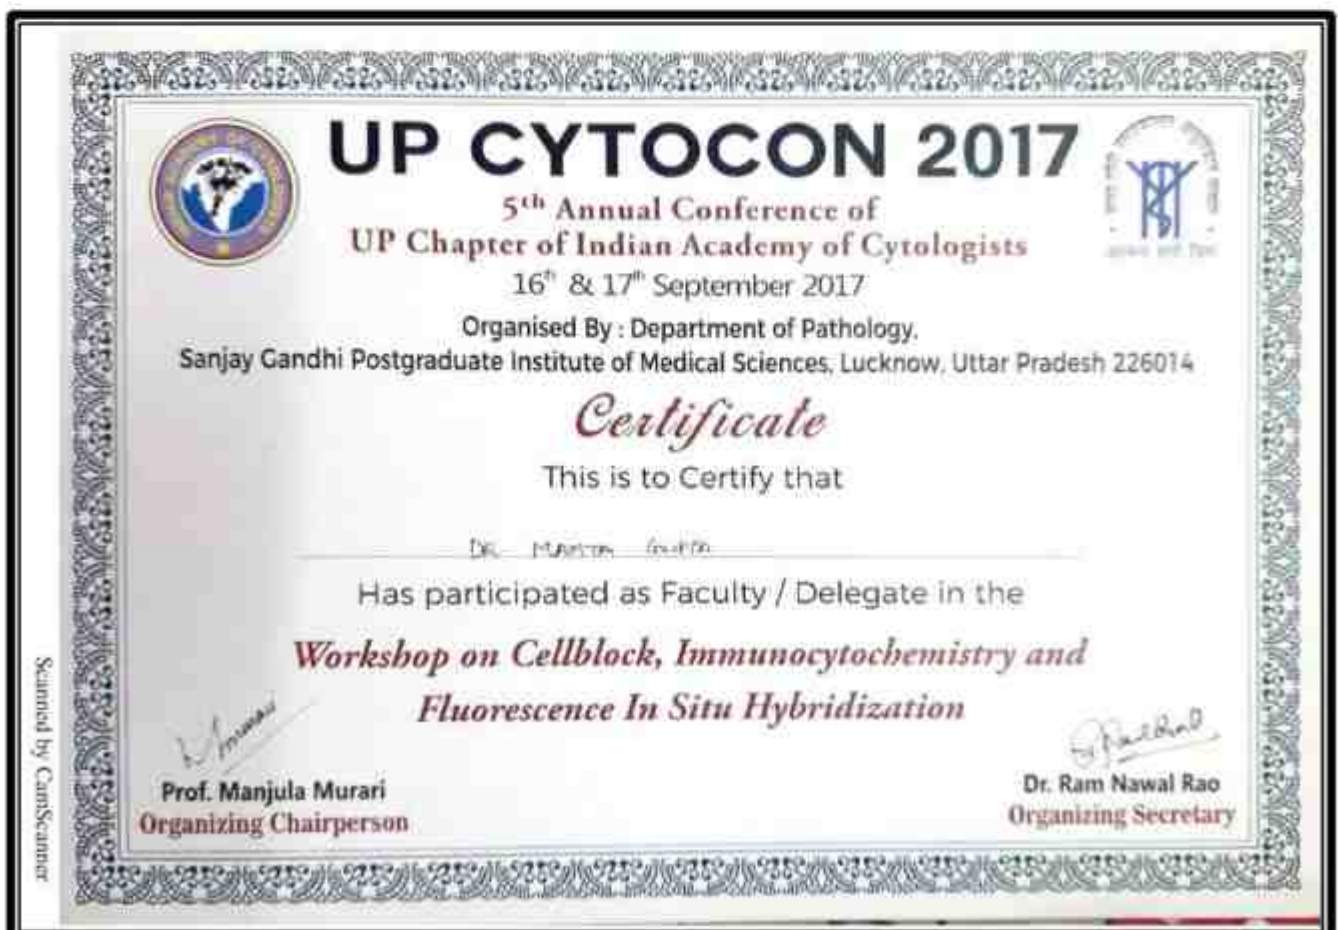 UP CYTOCON 2017
5th Annual Conference of
UP Chapter of Indian Academy of Cytologists
16th & 17th September 2017
Organised By : Department of Pathology,
Sanjay Gandhi Postgraduate Institute of Medical Sciences, Lucknow, Uttar Pradesh 226014
Certificate
This is to Certify that
DR MAMTA GUPTA
Has participated as Faculty / Delegate in the
Workshop on Cellblock, Immunocytochemistry and
Fluorescence In Situ Hybridization
Prof. Manjula Murari
Organizing Chairperson
Dr. Ram Nawal Rao
Organizing Secretary
Scanned by CamScanner